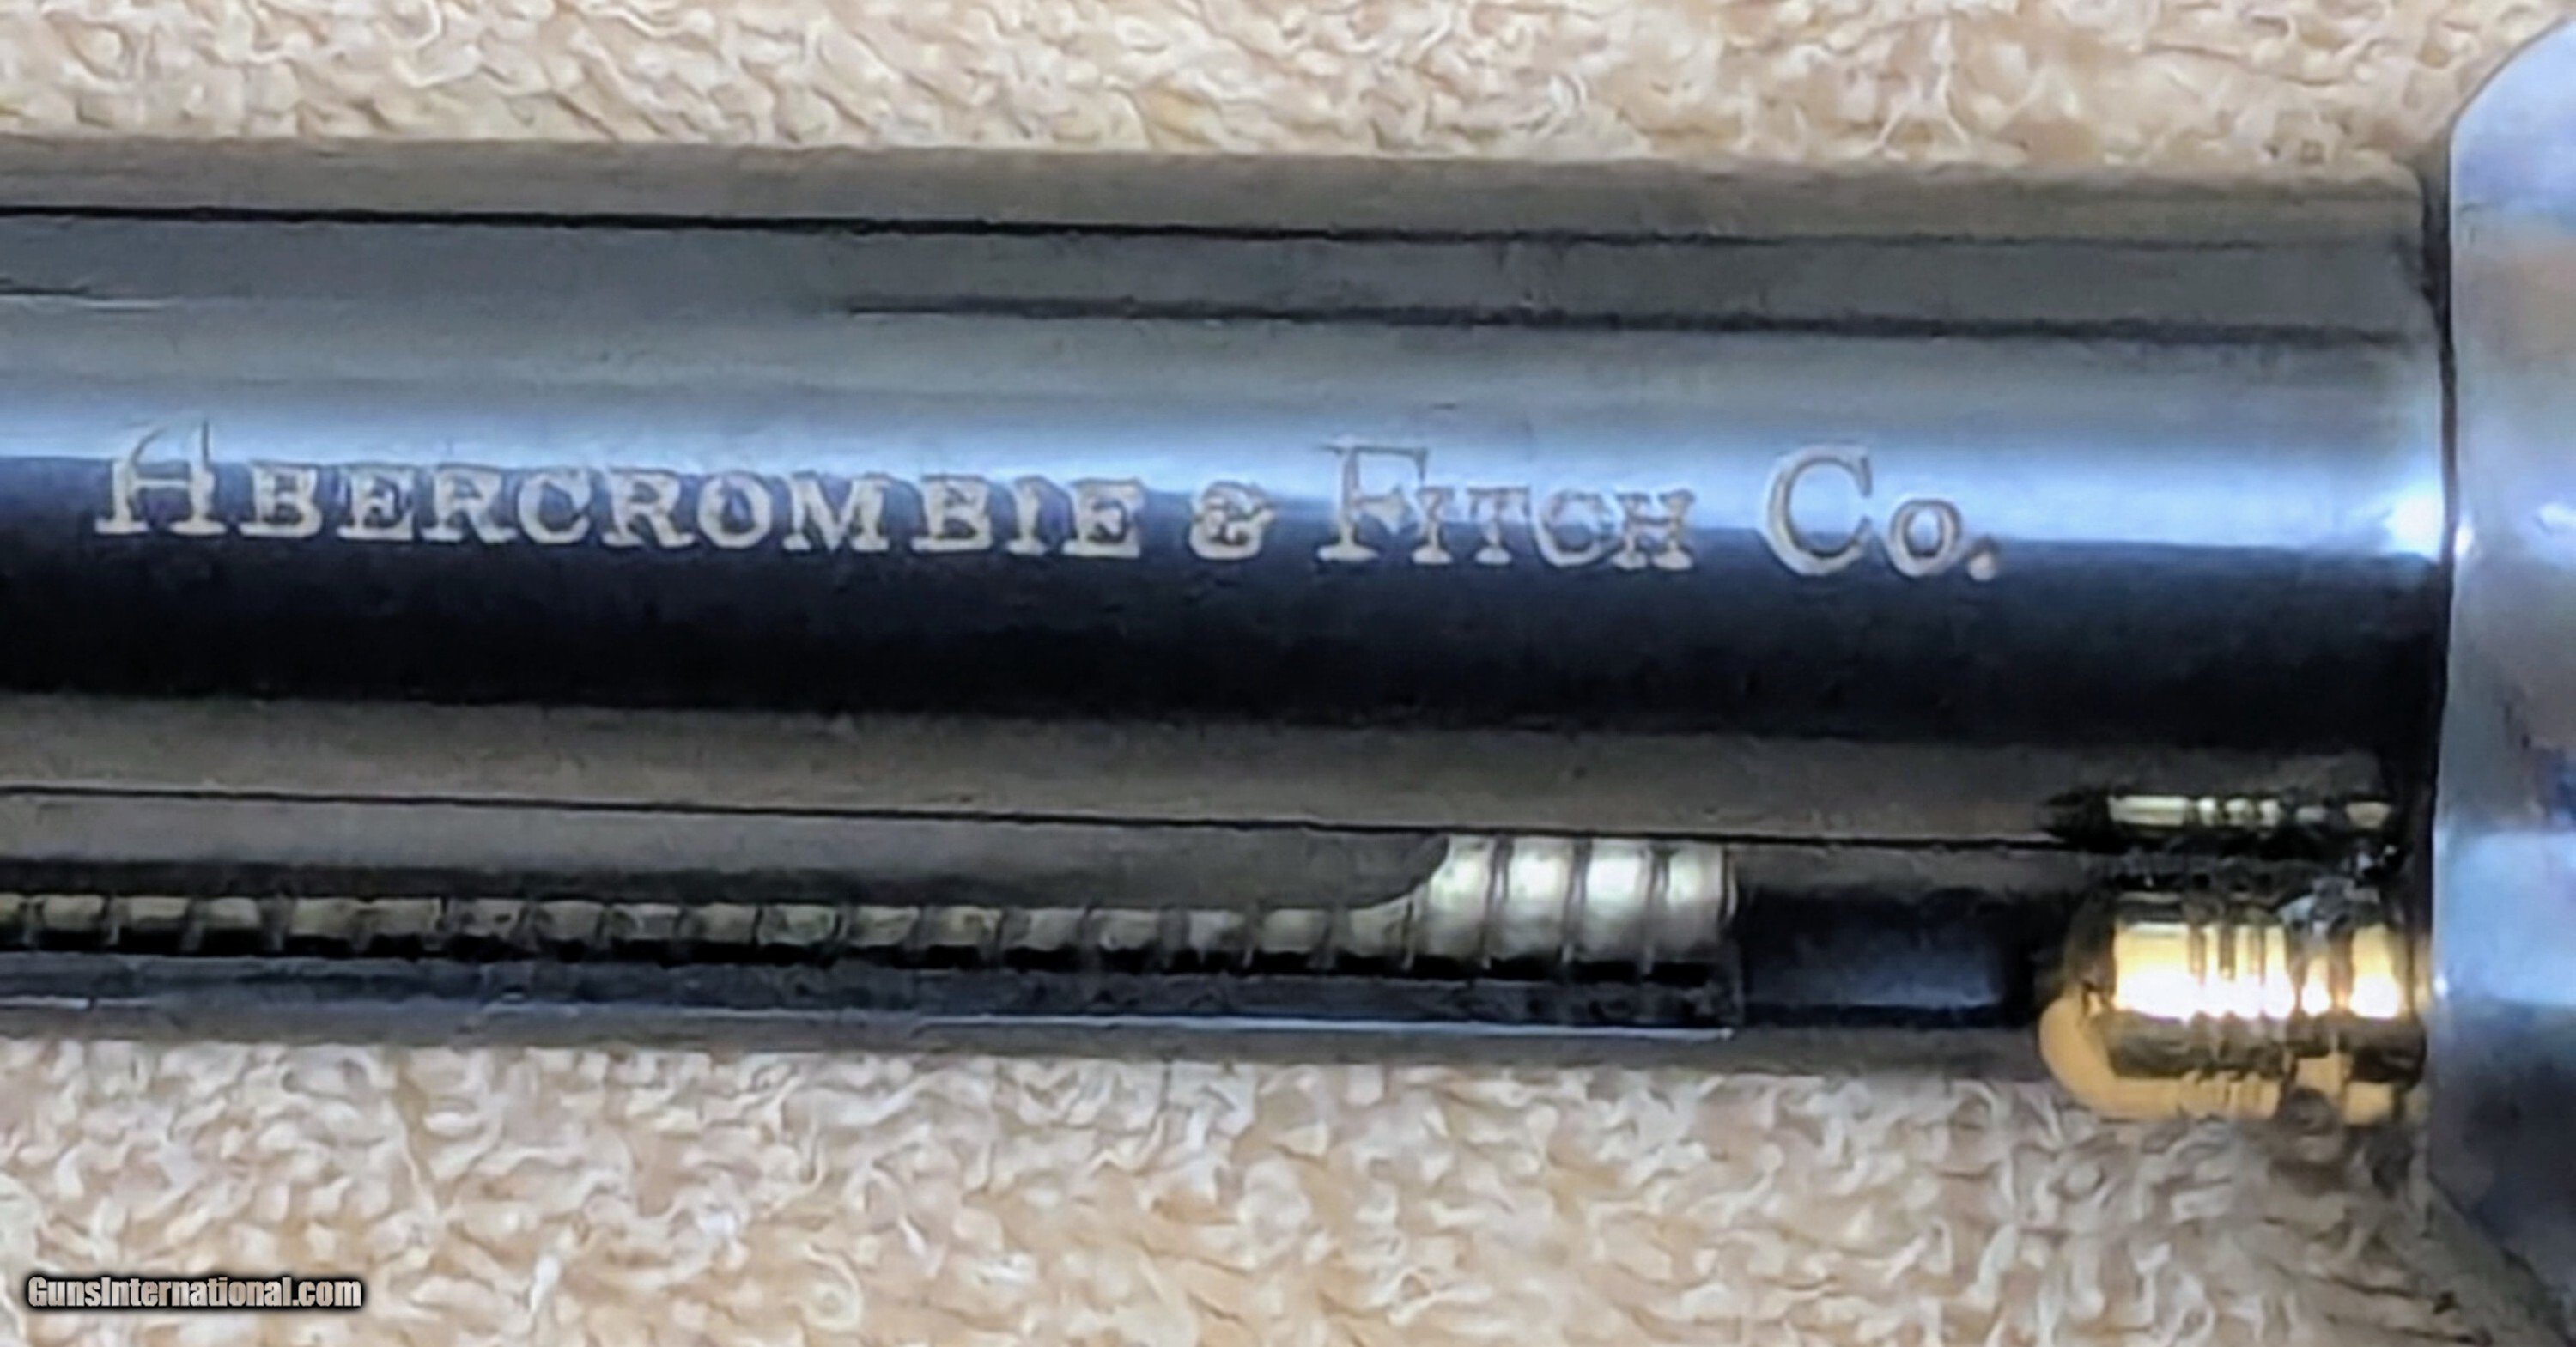 Abercrombie & Fitch Co.
GunsInternational.com